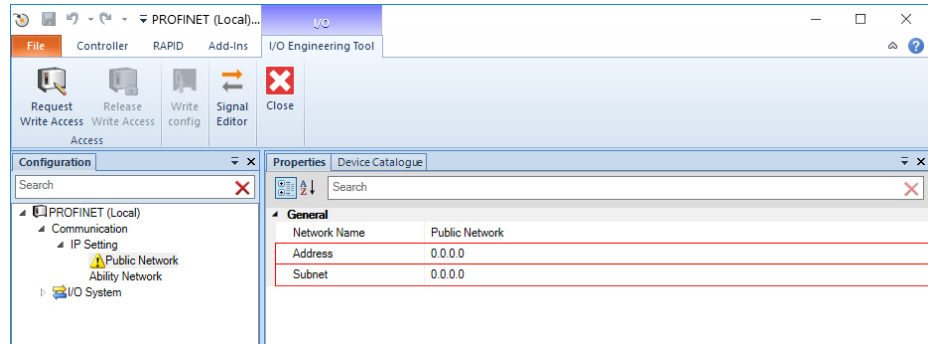 PROFINET (Local)...
I/O
File Controller RAPID Add-Ins I/O Engineering Tool
Request Write Access
Release Write Access
Write config
Signal Editor
Close
Access
Configuration
Search
PROFINET (Local)
Communication
IP Setting
Public Network
Ability Network
I/O System
Properties Device Catalogue
Search
General
Network Name Public Network
Address 0.0.0.0
Subnet 0.0.0.0